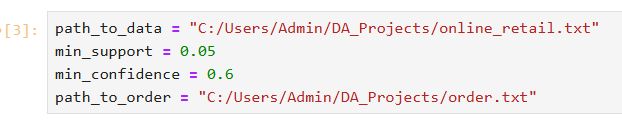 [3]: path_to_data = "C:/Users/Admin/DA_Projects/online_retail.txt"
min_support = 0.05
min_confidence = 0.6
path_to_order = "C:/Users/Admin/DA_Projects/order.txt"